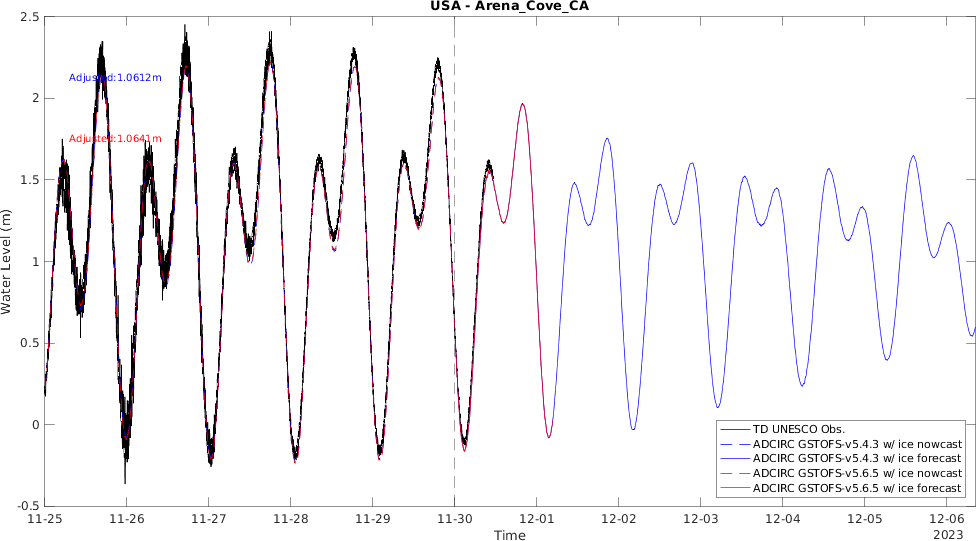 USA - Arena_Cove_CA
2.5
2
1.5
1
0.5
0
-0.5
Water Level (m)
Adjusted:1.0612m
Adjusted:1.0641m
TD UNESCO Obs.
ADCIRC GSTOFS-v5.4.3 w/ ice nowcast
ADCIRC GSTOFS-v5.4.3 w/ ice forecast
ADCIRC GSTOFS-v5.6.5 w/ ice nowcast
ADCIRC GSTOFS-v5.6.5 w/ ice forecast
11-25 11-26 11-27 11-28 11-29 11-30 12-01 12-02 12-03 12-04 12-05 12-06
Time
2023